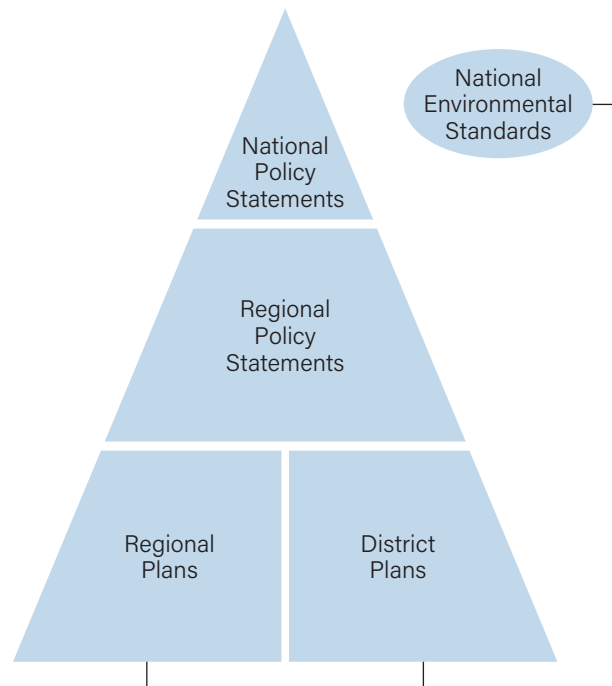 National
Policy
Statements
National
Environmental
Standards
Regional
Policy
Statements
Regional
Plans
District
Plans